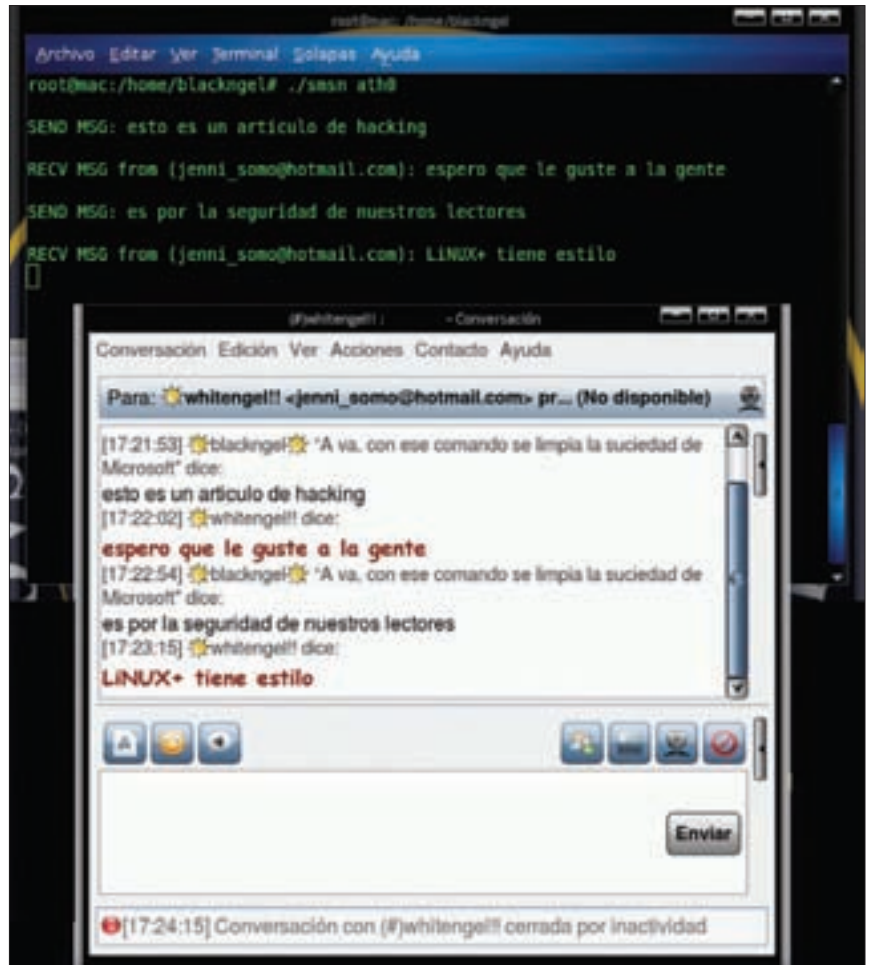 root@mac: /home/blackngel
Archivo Editar Ver Terminal Solapas Ayuda
root@mac:/home/blackngel# ./smsn ath0
SEND MSG: esto es un articulo de hacking
RECV MSG from (jenni_somo@hotmail.com): espero que le guste a la gente
SEND MSG: es por la seguridad de nuestros lectores
RECV MSG from (jenni_somo@hotmail.com): LiNUX+ tiene estilo
(#)whitengel!! : - Conversación
Conversación Edición Ver Acciones Contacto Ayuda
Para: whitengel!! <jenni_somo@hotmail.com> pr... (No disponible)
[17:21:53] blackngel "A va, con ese comando se limpia la suciedad de
Microsoft" dice:
esto es un articulo de hacking
[17:22:02] whitengel!! dice:
espero que le guste a la gente
[17:22:54] blackngel "A va, con ese comando se limpia la suciedad de
Microsoft" dice:
es por la seguridad de nuestros lectores
[17:23:15] whitengel!! dice:
LiNUX+ tiene estilo
A
Enviar
[17:24:15] Conversación con (#)whitengel!! cerrada por inactividad